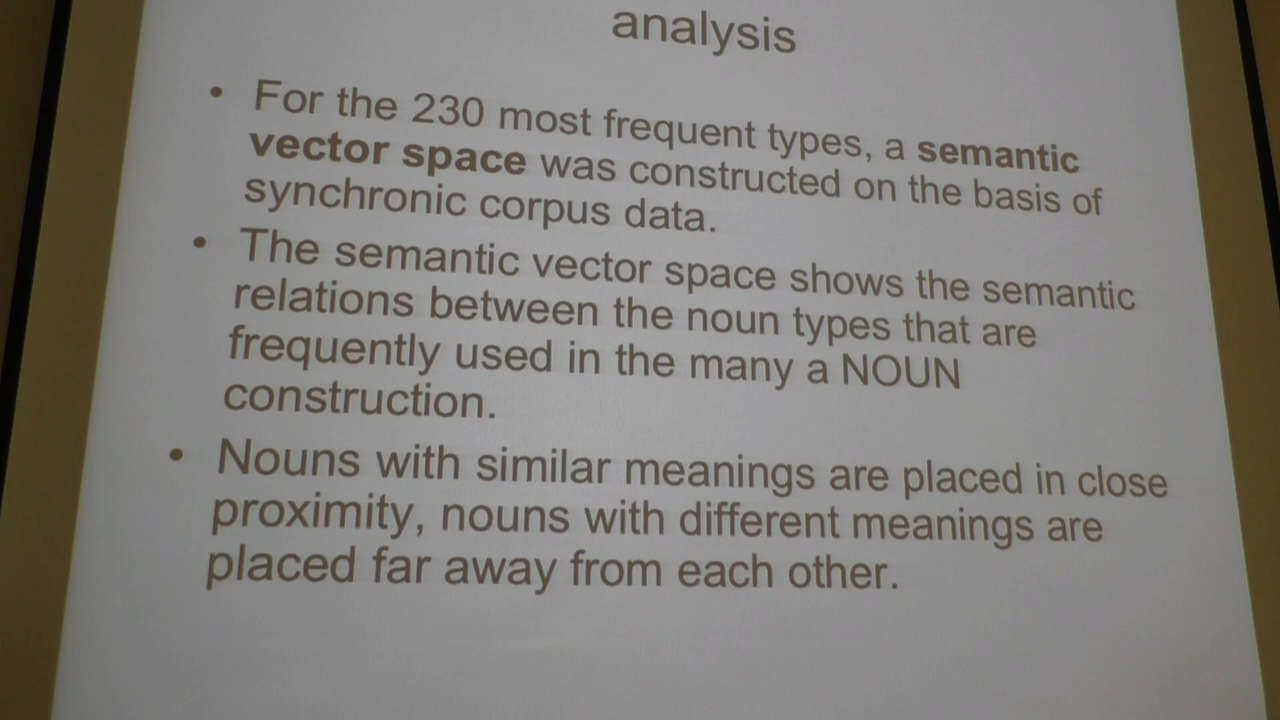 analysis
• For the 230 most frequent types, a semantic
vector space was constructed on the basis of
synchronic corpus data.
• The semantic vector space shows the semantic
relations between the noun types that are
frequently used in the many a NOUN
construction.
• Nouns with similar meanings are placed in close
proximity, nouns with different meanings are
placed far away from each other.